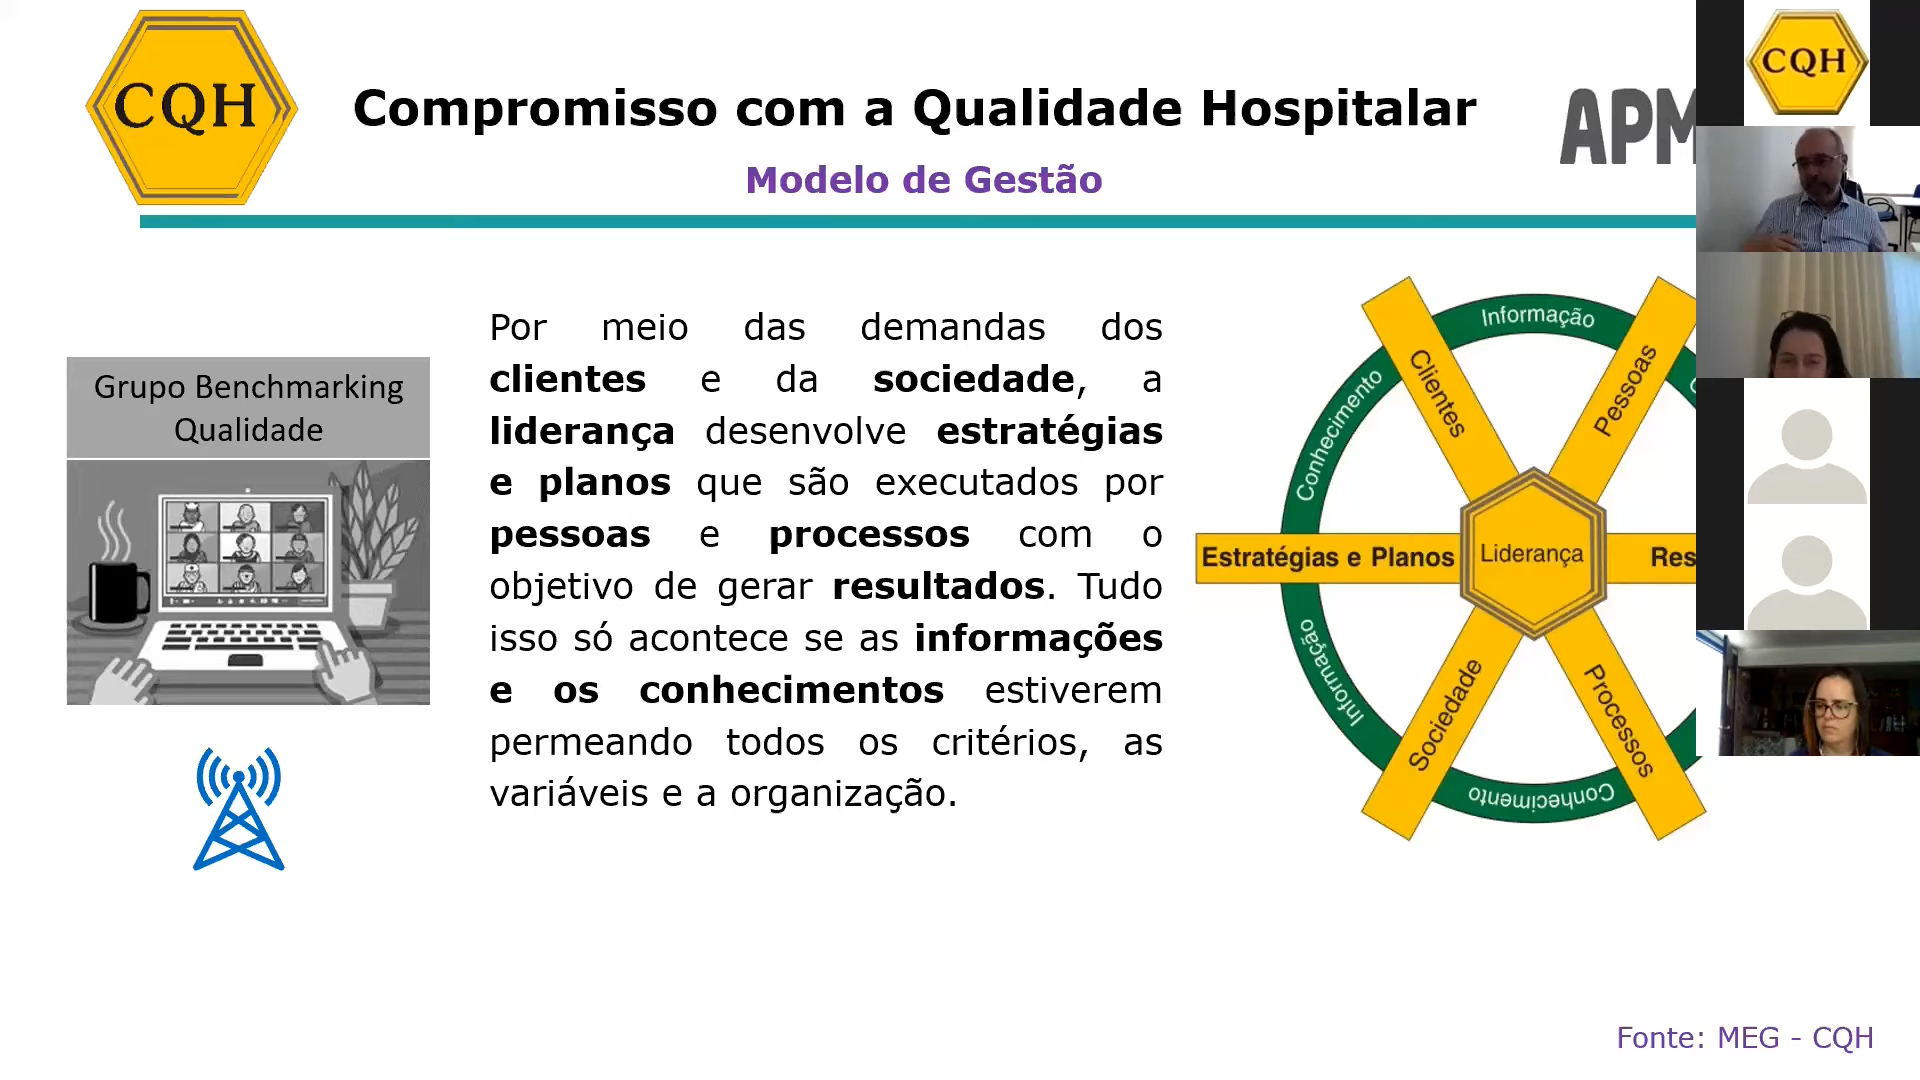 CQH
Compromisso com a Qualidade Hospitalar
APM
CQH
Modelo de Gestão
Grupo Benchmarking
Qualidade
Por meio das demandas dos
clientes e da sociedade, a
liderança desenvolve estratégias
e planos que são executados por
pessoas e processos com o
objetivo de gerar resultados. Tudo
isso só acontece se as informações
e os conhecimentos estiverem
permeando todos os critérios, as
variáveis e a organização.
Informação
Clientes
Pessoas
Conhecimento
Estratégias e Planos
Liderança
Res
Informação
Sociedade
Processos
Conhecimento
Fonte: MEG - CQH